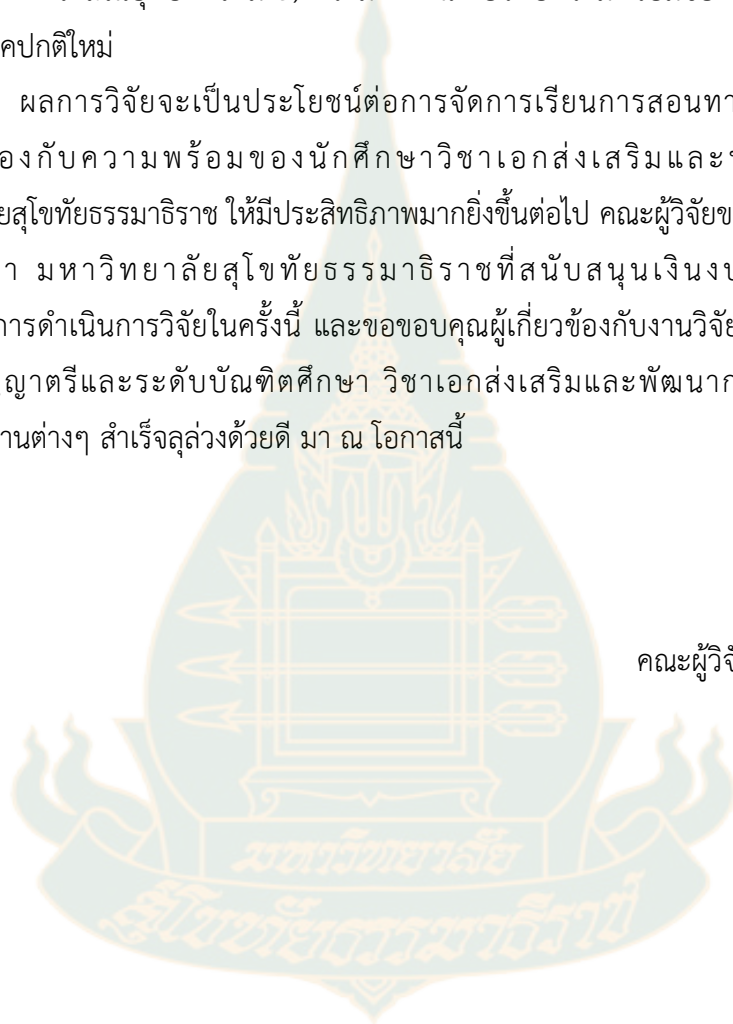 คปกติใหม่
ผลการวิจัยจะเป็นประโยชน์ต่อการจัดการเรียนการสอนทา
องกับความพร้อมของนักศึกษาวิชาเอกส่งเสริมและ
ยสุโขทัยธรรมาธิราช ให้มีประสิทธิภาพมากยิ่งขึ้นต่อไป คณะผู้วิจัยข
า มหาวิทยาลัยสุโขทัยธรรมาธิราชที่สนับสนุนเงินงบ
การดำเนินการวิจัยในครั้งนี้ และขอขอบคุณผู้เกี่ยวข้องกับงานวิจัย
ญาตรีและระดับบัณฑิตศึกษา วิชาเอกส่งเสริมและพัฒนาก
านต่างๆ สำเร็จลุล่วงด้วยดี มา ณ โอกาสนี้
คณะผู้วิจั
มหาวิทยาลัย
สุโขทัยธรรมาธิราช